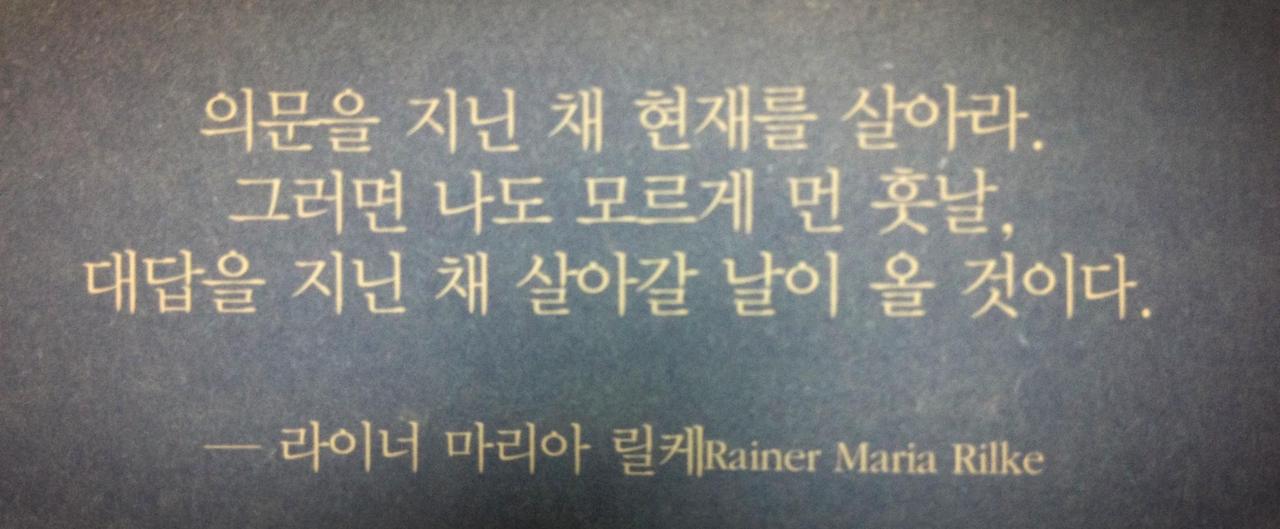 의문을 지닌 채 현재를 살아라.
그러면 나도 모르게 먼 훗날,
대답을 지닌 채 살아갈 날이 올 것이다.
— 라이너 마리아 릴케Rainer Maria Rilke